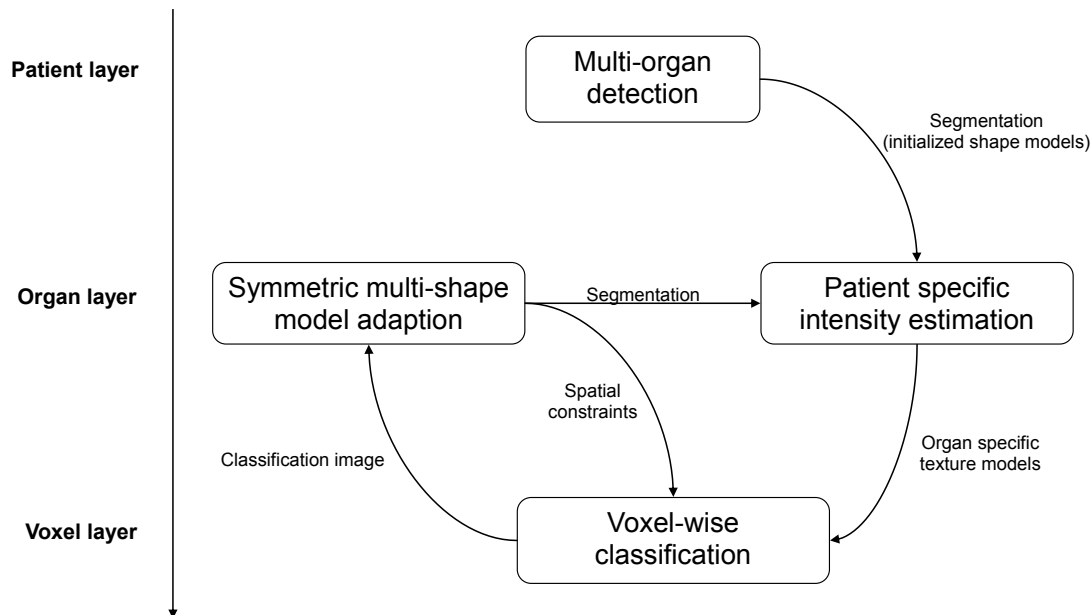 Patient layer
Multi-organ
detection
Segmentation
(initialized shape models)
Organ layer
Symmetric multi-shape
model adaption
Segmentation
Patient specific
intensity estimation
Spatial
constraints
Classification image
Organ specific
texture models
Voxel layer
Voxel-wise
classification